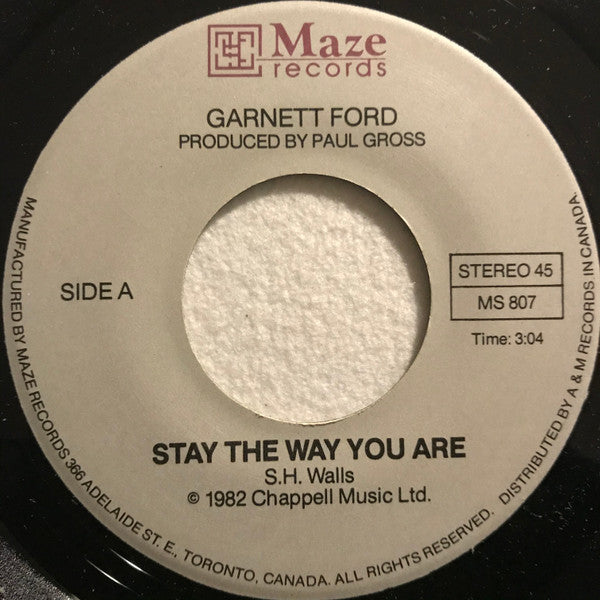 Maze
records
GARNETT FORD
PRODUCED BY PAUL GROSS
SIDE A
STEREO 45
MS 807
Time: 3:04
STAY THE WAY YOU ARE
S.H. Walls
© 1982 Chappell Music Ltd.
MANUFACTURED BY MAZE RECORDS 366 ADELAIDE ST. E., TORONTO, CANADA. ALL RIGHTS RESERVED. DISTRIBUTED BY A & M RECORDS IN CANADA.